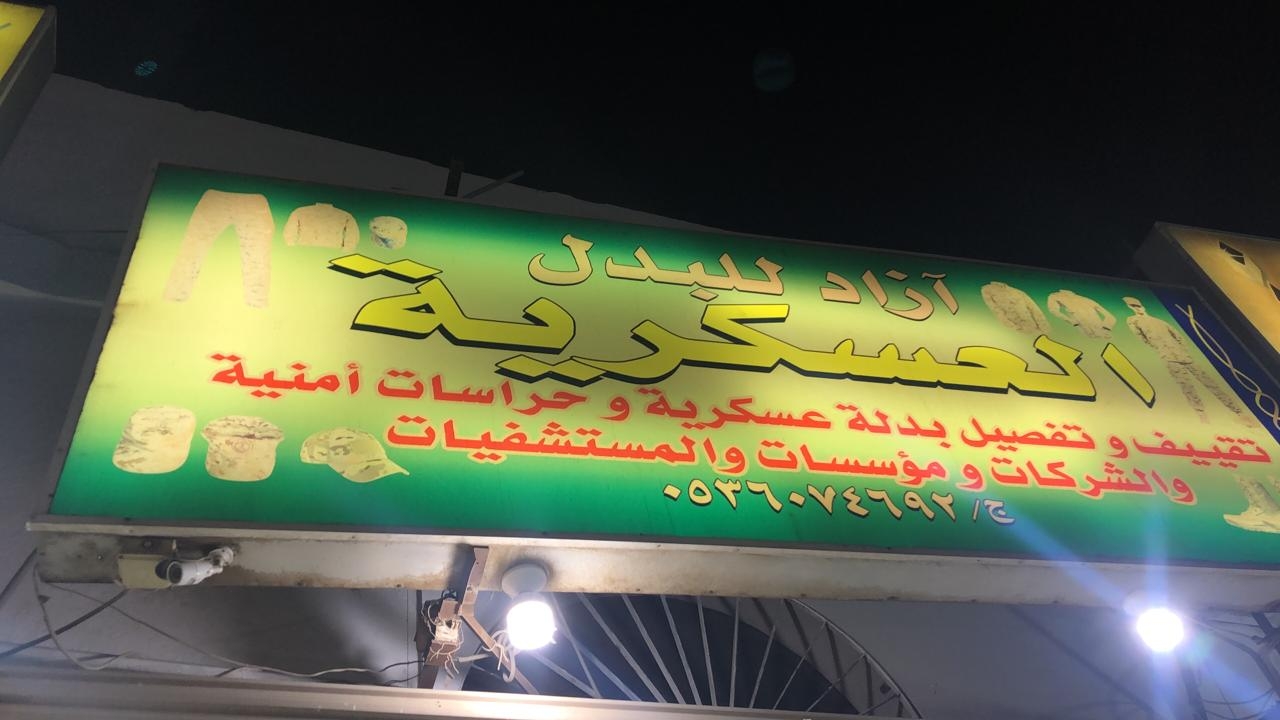 آزاد للبدل
العسكرية
تقييف و تفصيل بدلة عسكرية و حراسات أمنية
والشركات و مؤسسات والمستشفيات
ج / ٠٥٣٦٠٧٤٦٩٢